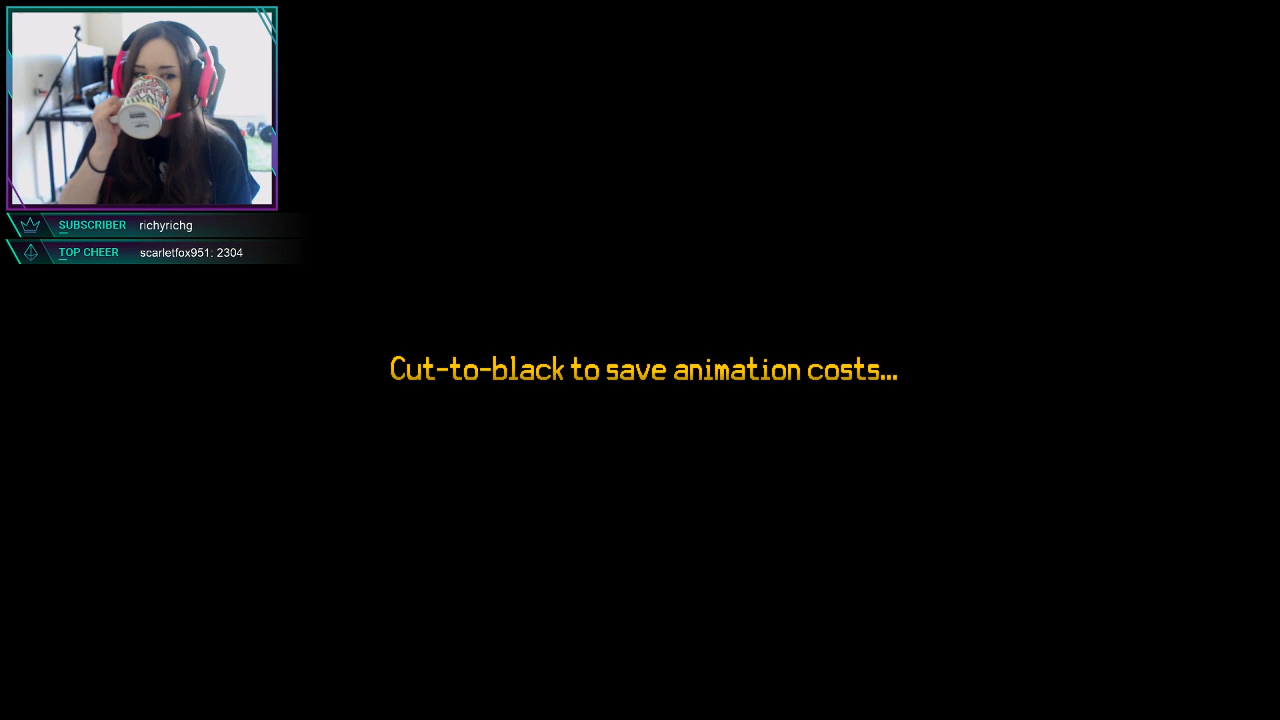 SUBSCRIBER richyrichg
TOP CHEER scarletfox951: 2304
Cut-to-black to save animation costs...